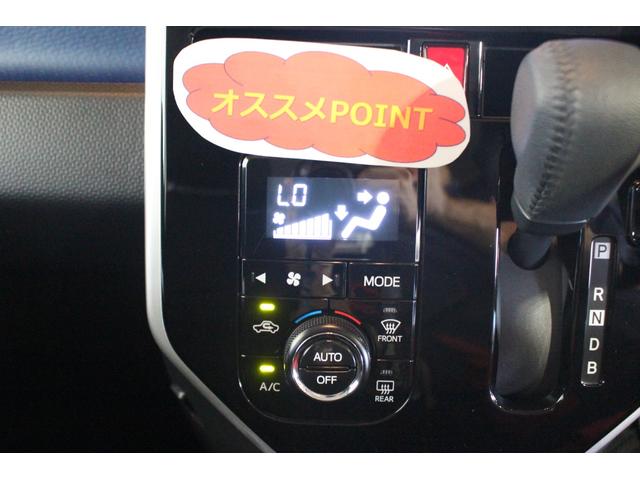 オススメPOINT
LO
MODE
FRONT
AUTO
OFF
A/C
REAR
P
R
N
D
B